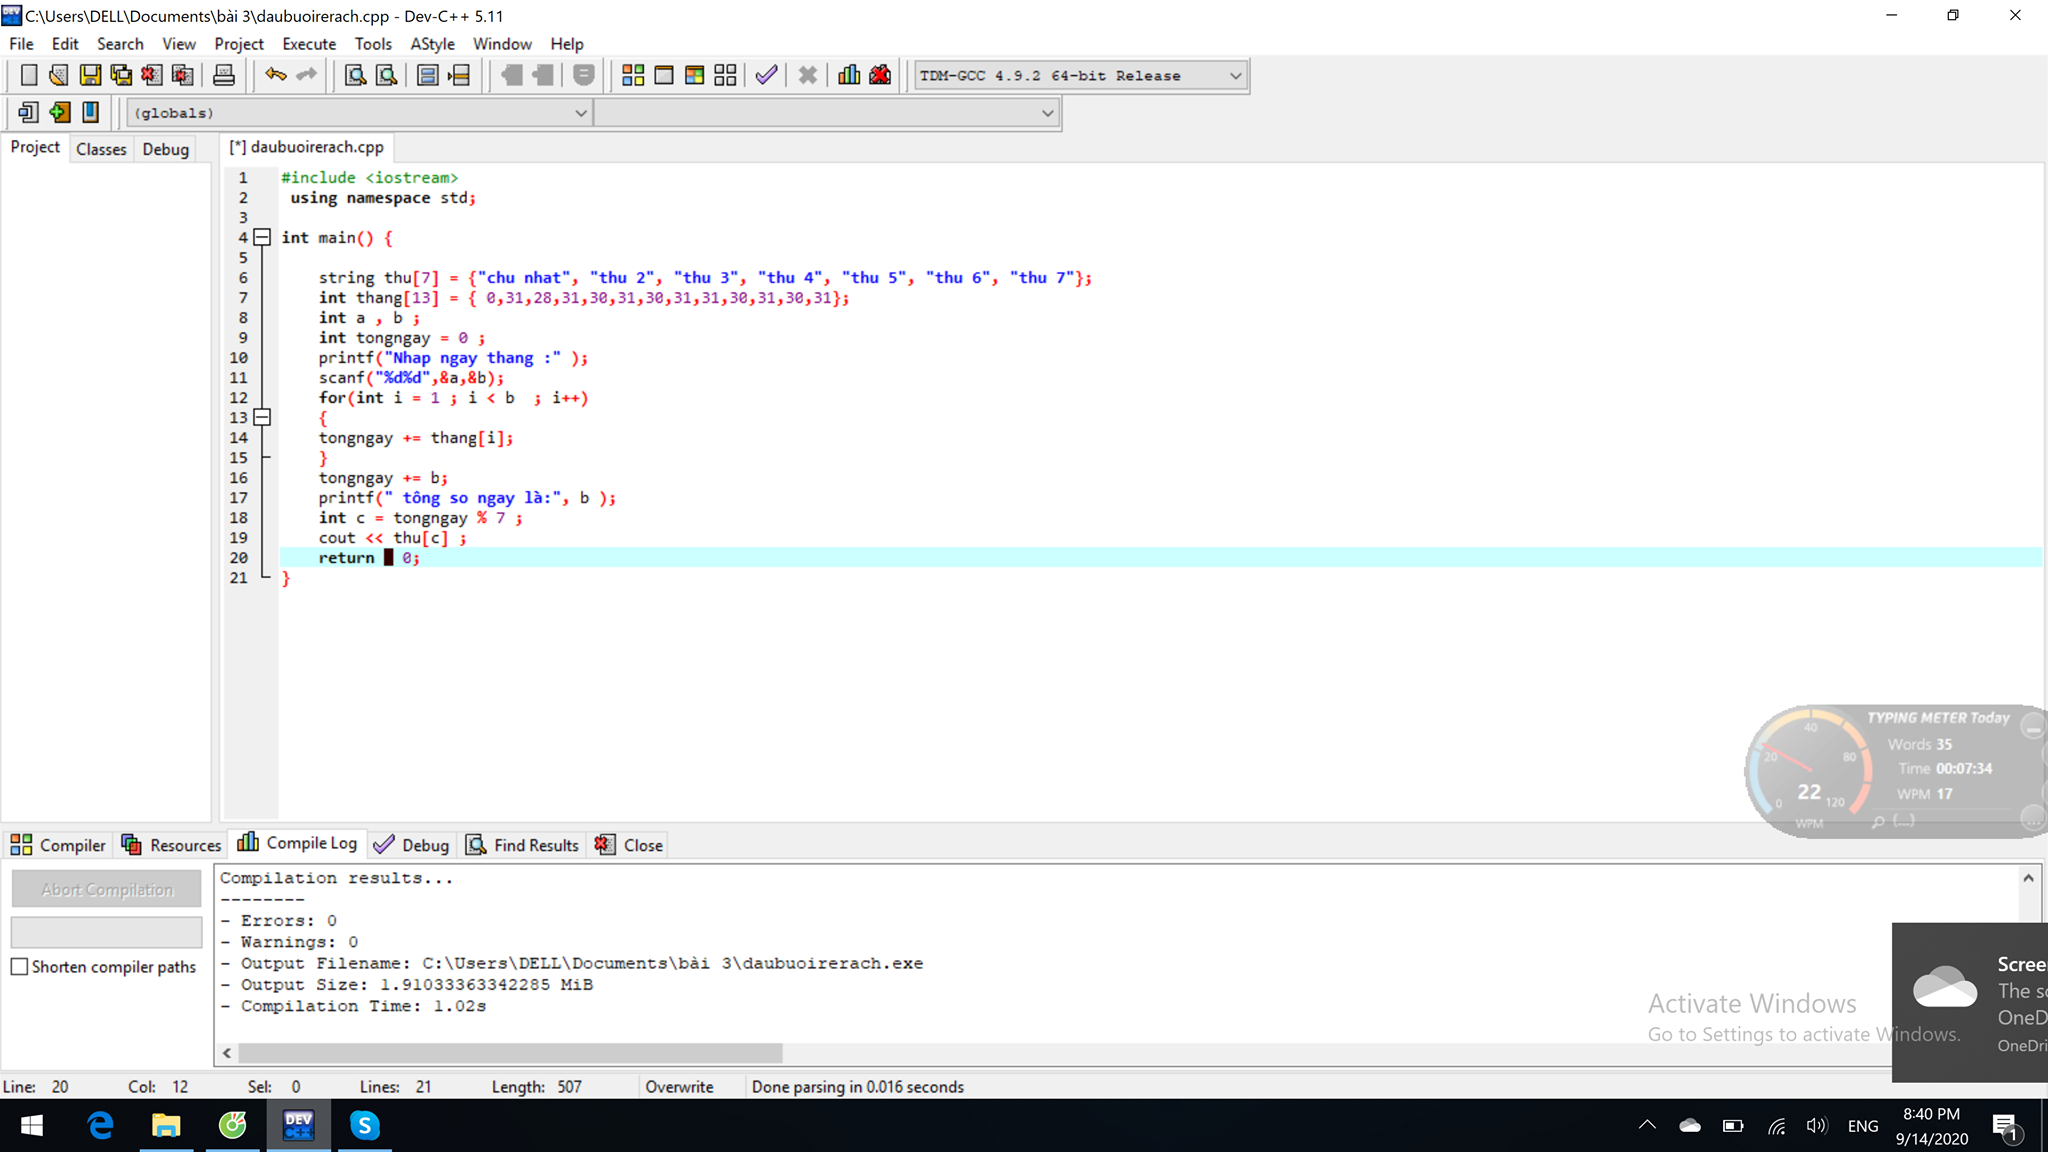 C:\Users\DELL\Documents\bài 3\daubuoirerach.cpp - Dev-C++ 5.11
File Edit Search View Project Execute Tools AStyle Window Help
TDM-GCC 4.9.2 64-bit Release
(globals)
Project Classes Debug
[*] daubuoirerach.cpp
1 #include <iostream>
2 using namespace std;
3
4 int main() {
5
6 string thu[7] = {"chu nhat", "thu 2", "thu 3", "thu 4", "thu 5", "thu 6", "thu 7"};
7 int thang[13] = { 0,31,28,31,30,31,30,31,31,30,31,30,31};
8 int a , b ;
9 int tongngay = 0 ;
10 printf("Nhap ngay thang :" );
11 scanf("%d%d",&a,&b);
12 for(int i = 1 ; i < b  ; i++)
13 {
14 tongngay += thang[i];
15 }
16 tongngay += b;
17 printf(" tông so ngay là:", b );
18 int c = tongngay % 7 ;
19 cout << thu[c] ;
20 return 0;
21 }
TYPING METER Today
Words 35
Time 00:07:34
WPM 17
0 20 40 80 120
22
WPM
(...)
Compiler Resources Compile Log Debug Find Results Close
Abort Compilation
Shorten compiler paths
Compilation results...
--------
- Errors: 0
- Warnings: 0
- Output Filename: C:\Users\DELL\Documents\bài 3\daubuoirerach.exe
- Output Size: 1.91033363342285 MiB
- Compilation Time: 1.02s
Activate Windows
Go to Settings to activate Windows.
Scree
The sc
OneD
OneDri
Line: 20 Col: 12 Sel: 0 Lines: 21 Length: 507 Overwrite Done parsing in 0.016 seconds
DEV C++
ENG
8:40 PM
9/14/2020
1